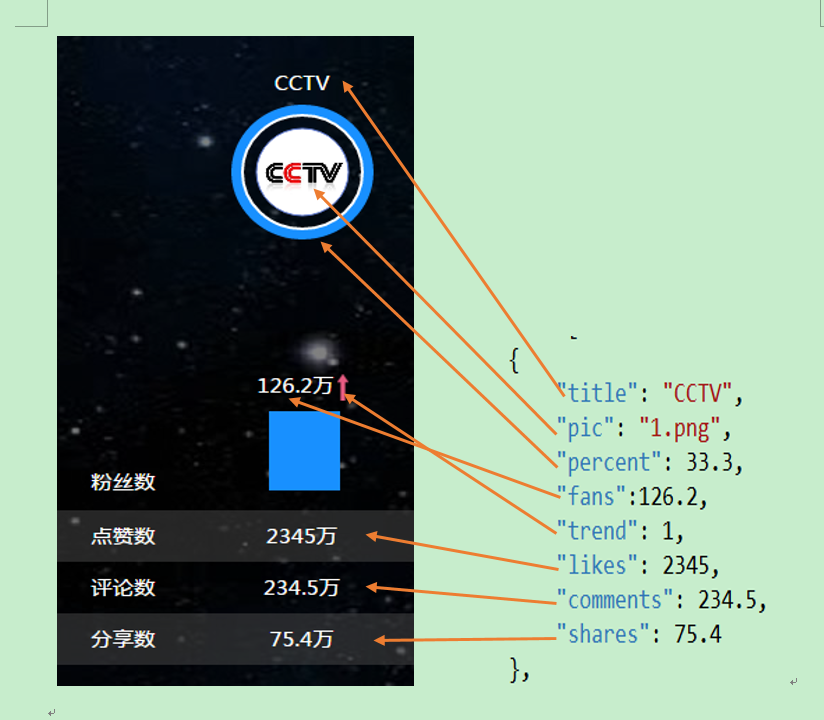 CCTV
CCTV
126.2万
粉丝数
点赞数 2345万
评论数 234.5万
分享数 75.4万
{
"title": "CCTV",
"pic": "1.png",
"percent": 33.3,
"fans":126.2,
"trend": 1,
"likes": 2345,
"comments": 234.5,
"shares": 75.4
},